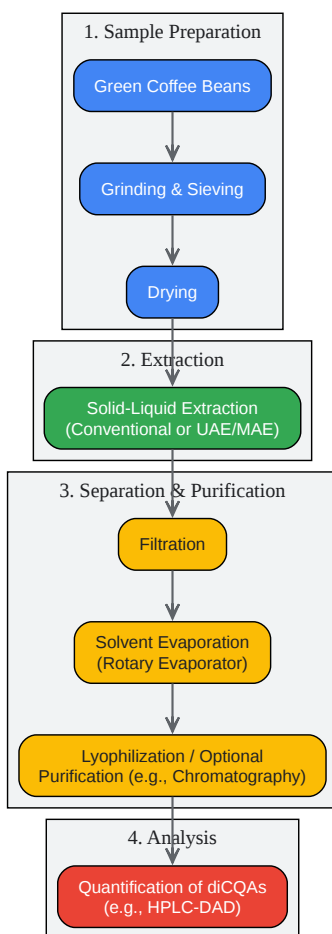 1. Sample Preparation
Green Coffee Beans
Grinding & Sieving
Drying
2. Extraction
Solid-Liquid Extraction
(Conventional or UAE/MAE)
3. Separation & Purification
Filtration
Solvent Evaporation
(Rotary Evaporator)
Lyophilization / Optional
Purification (e.g., Chromatography)
4. Analysis
Quantification of diCQAs
(e.g., HPLC-DAD)